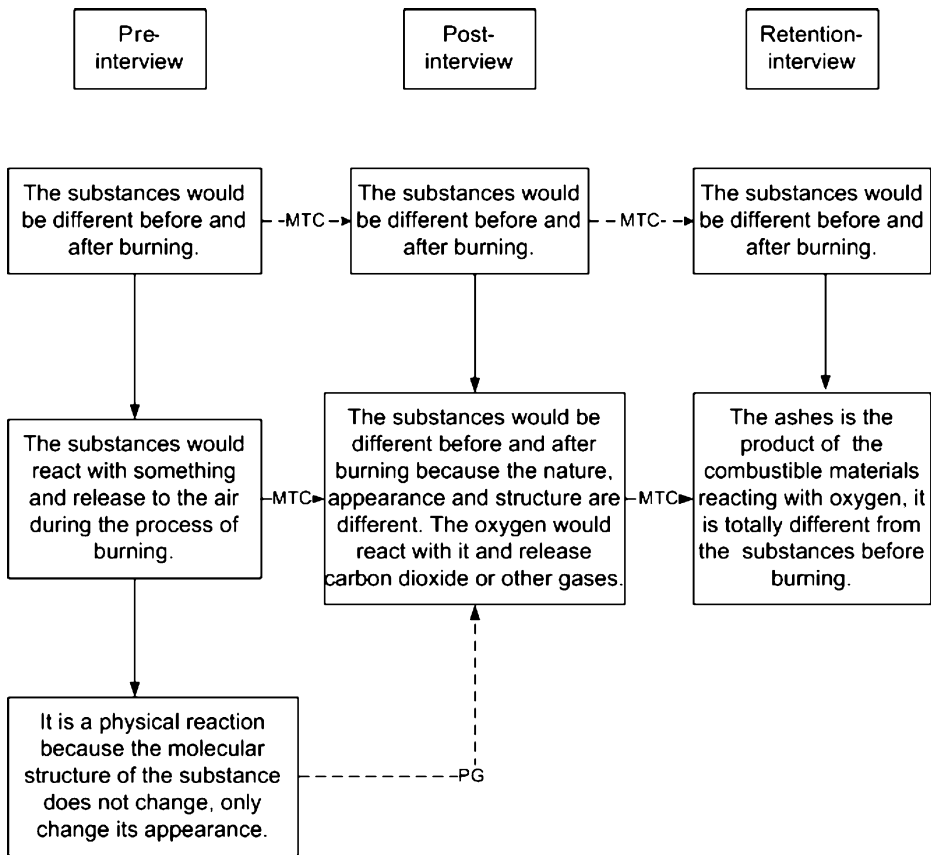 Pre-
interview
Post-
interview
Retention-
interview
The substances would
be different before and
after burning.
-MTC-
The substances would
be different before and
after burning.
-MTC-
The substances would
be different before and
after burning.
The substances would
react with something
and release to the air
during the process of
burning.
MTC
The substances would be
different before and after
burning because the nature,
appearance and structure are
different. The oxygen would
react with it and release
carbon dioxide or other gases.
MTC
The ashes is the
product of the
combustible materials
reacting with oxygen, it
is totally different from
the substances before
burning.
It is a physical reaction
because the molecular
structure of the substance
does not change, only
change its appearance.
PG